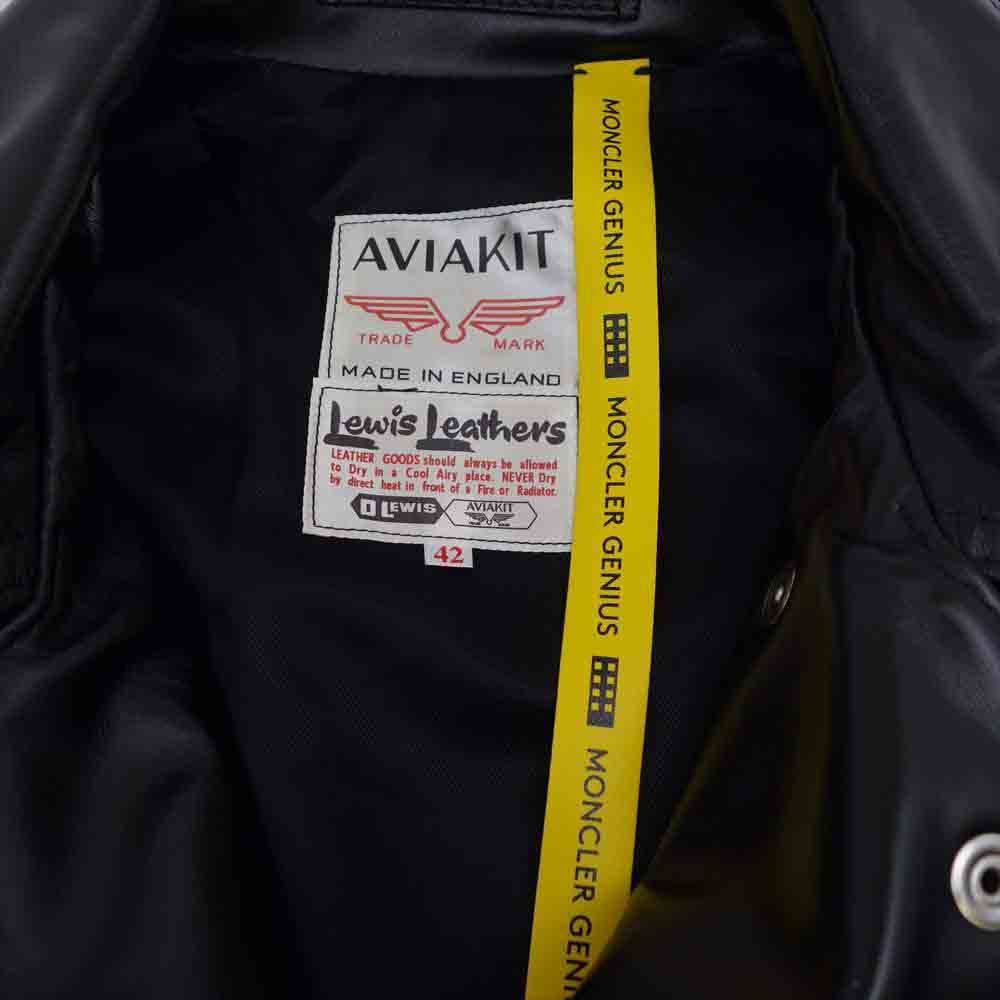 AVIAKIT
TRADE MARK
MADE IN ENGLAND
Lewis Leathers
LEATHER GOODS should always be allowed
to Dry in a Cool Airy place. NEVER Dry
by direct heat in front of a Fire or Radiator.
D LEWIS AVIAKIT
42
MONCLER GENIUS MONCLER GENIUS MONCLER GENI